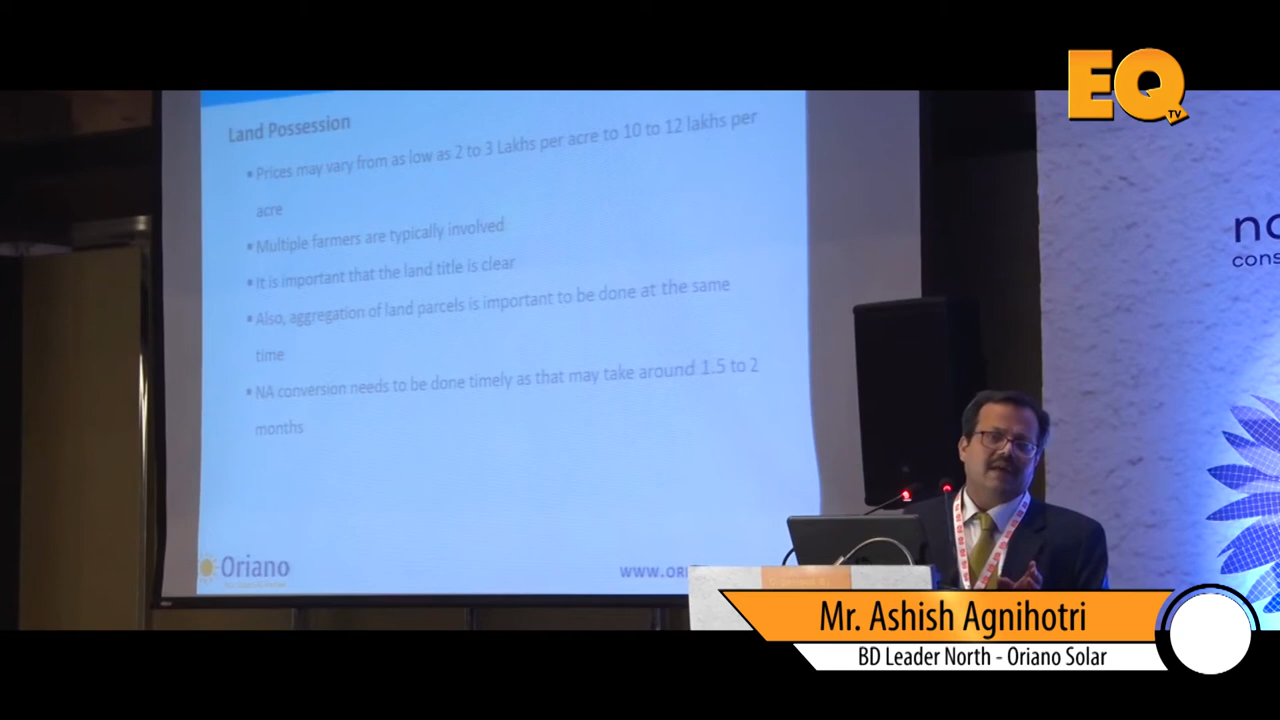 EQ
TV
Land Possession
▪ Prices may vary from as low as 2 to 3 Lakhs per acre to 10 to 12 lakhs per
acre
▪ Multiple farmers are typically involved
▪ It is important that the land title is clear
▪ Also, aggregation of land parcels is important to be done at the same
time
▪ NA conversion needs to be done timely as that may take around 1.5 to 2
months
Oriano
WWW.ORI
no
cons
Mr. Ashish Agnihotri
BD Leader North - Oriano Solar